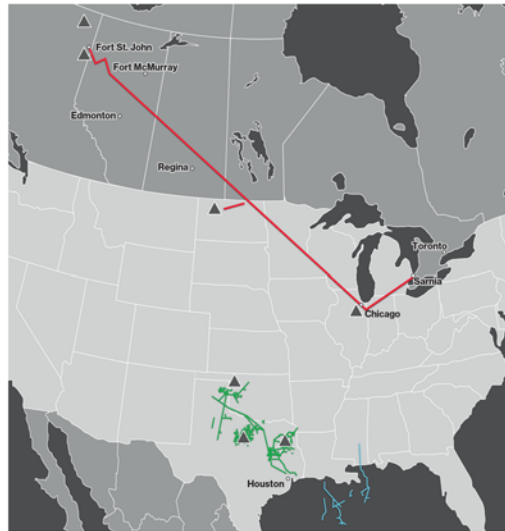 Fort St. John
Fort McMurray
Edmonton
Regina
Toronto
Sarnia
Chicago
Houston